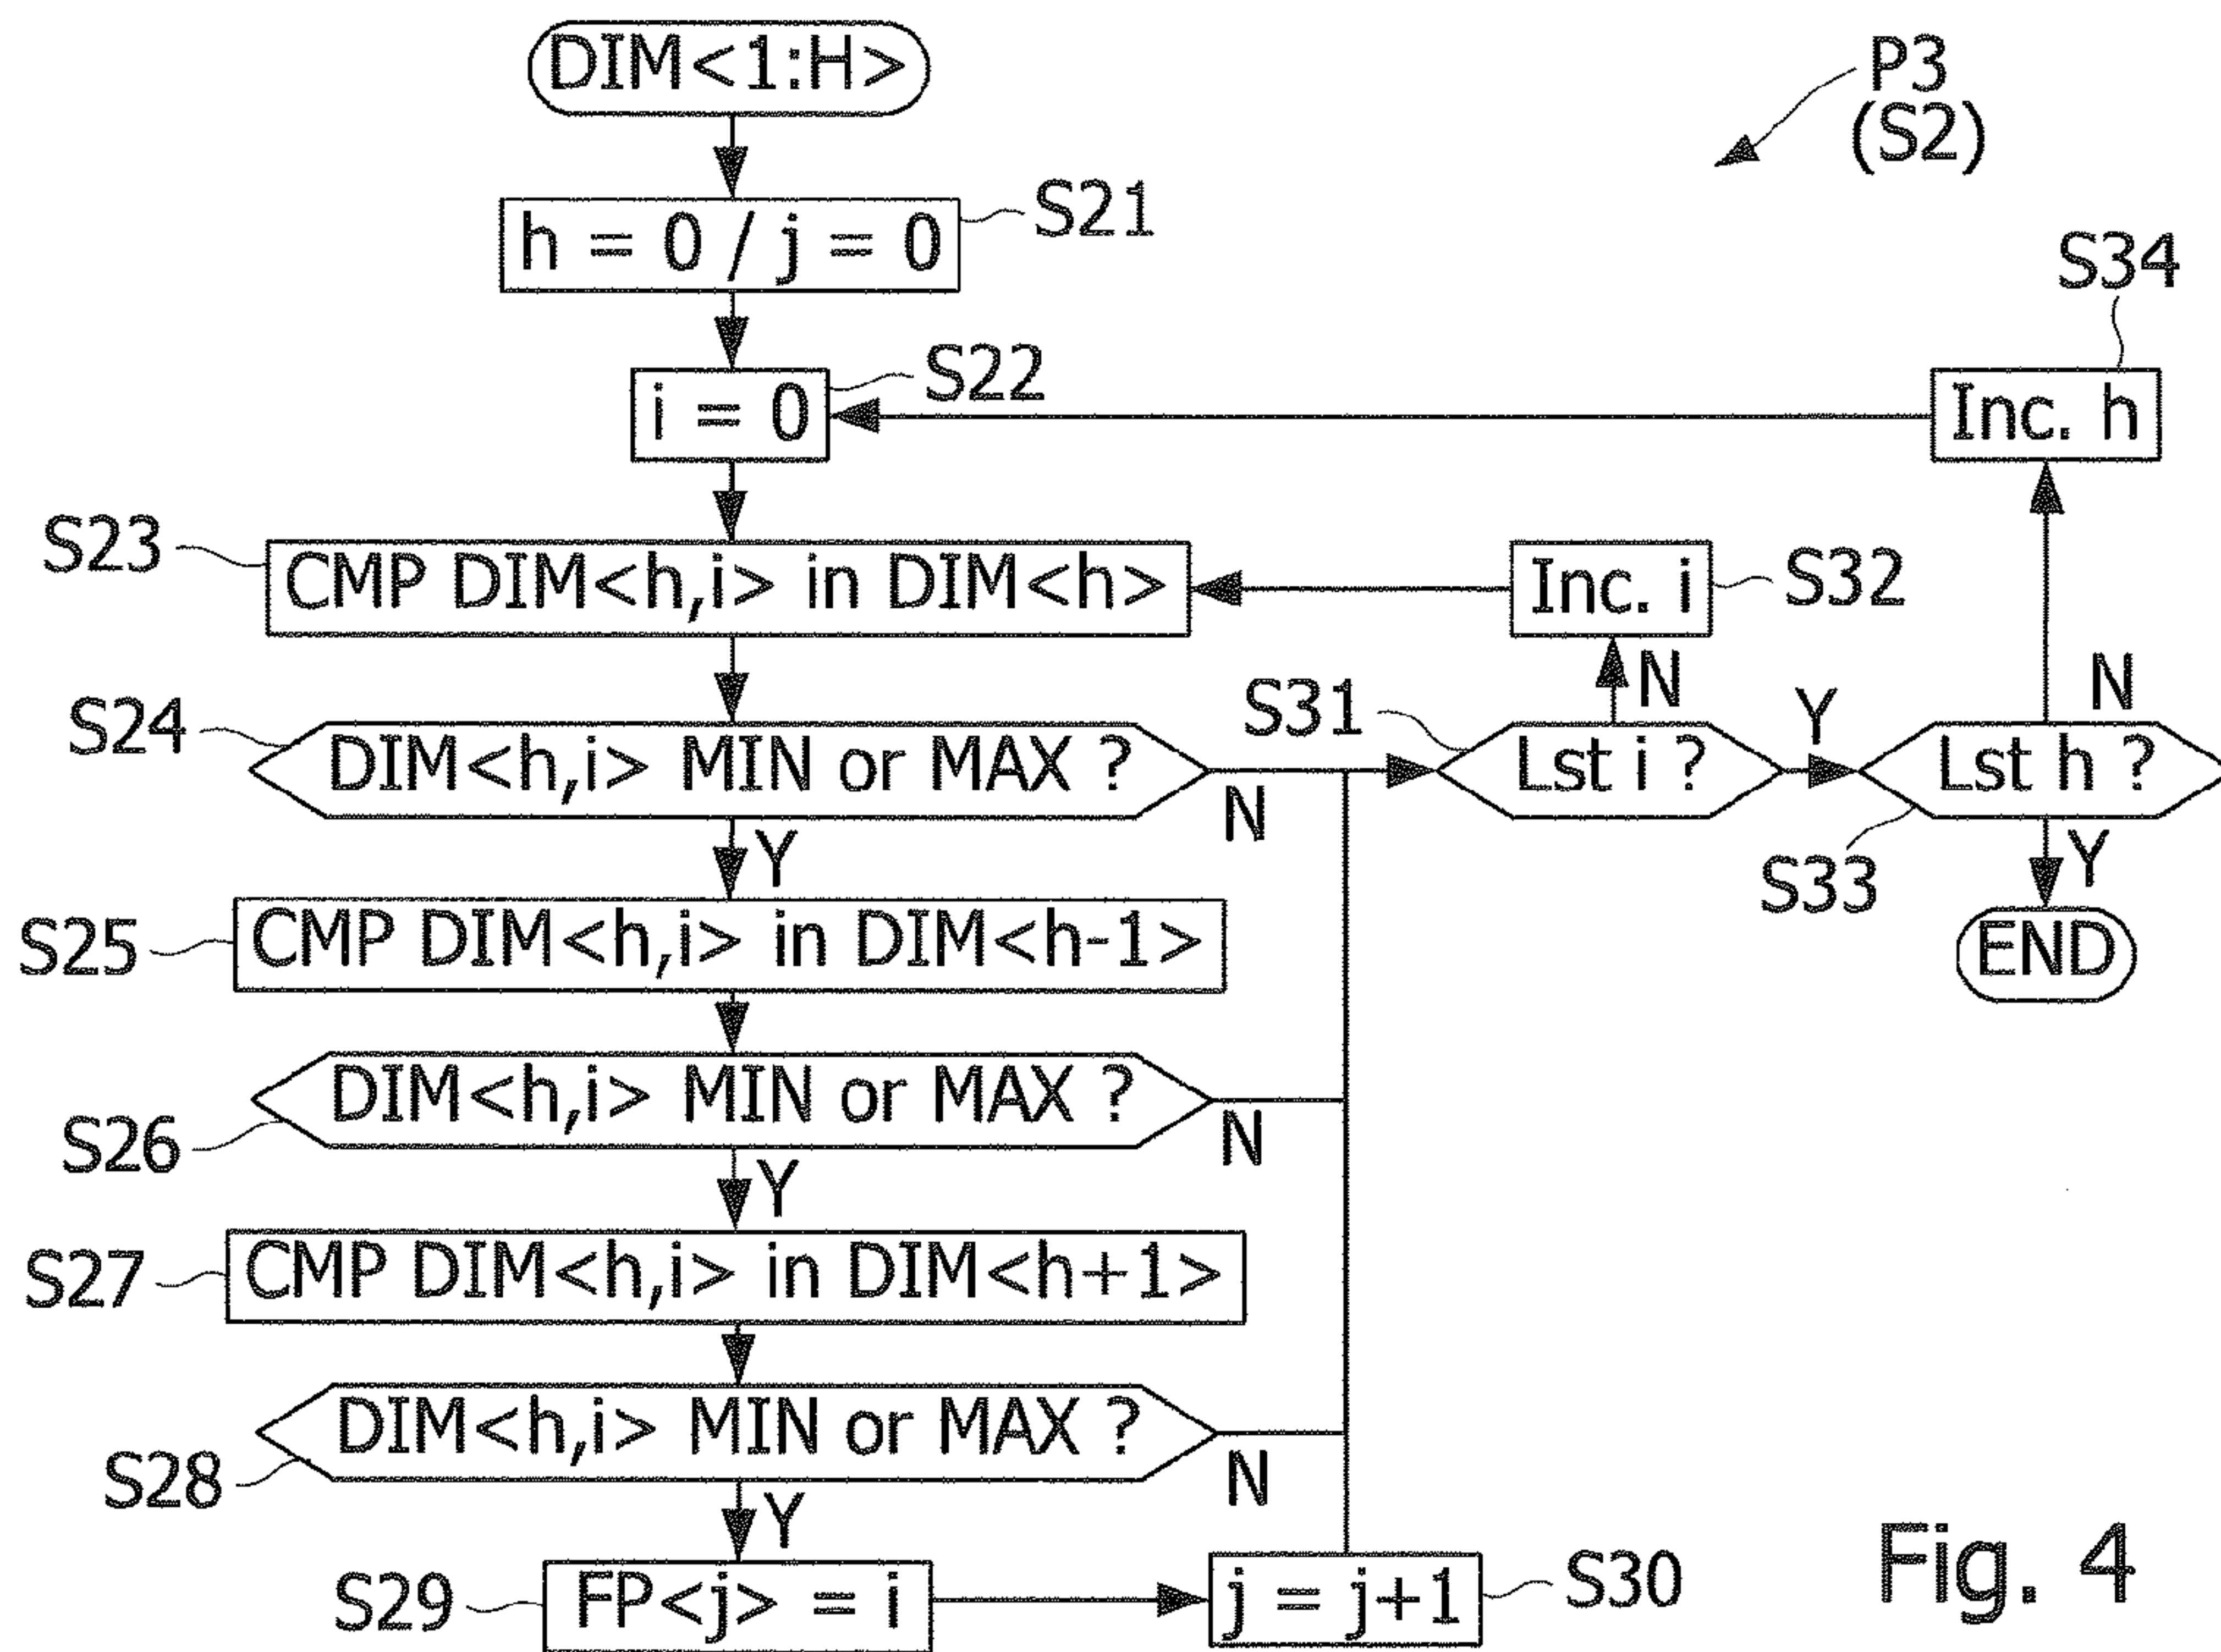 DIM<1:H>
P3
(S2)
h = 0 / j = 0
S21
i = 0
S22
S34
Inc. h
S23
CMP DIM<h,i> in DIM<h>
Inc. i
S32
S24
DIM<h,i> MIN or MAX ?
N
Y
S31
Lst i ?
N
Y
Lst h ?
N
Y
S33
END
S25
CMP DIM<h,i> in DIM<h-1>
S26
DIM<h,i> MIN or MAX ?
N
Y
S27
CMP DIM<h,i> in DIM<h+1>
S28
DIM<h,i> MIN or MAX ?
N
Y
S29
FP<j> = i
j = j+1
S30
Fig. 4